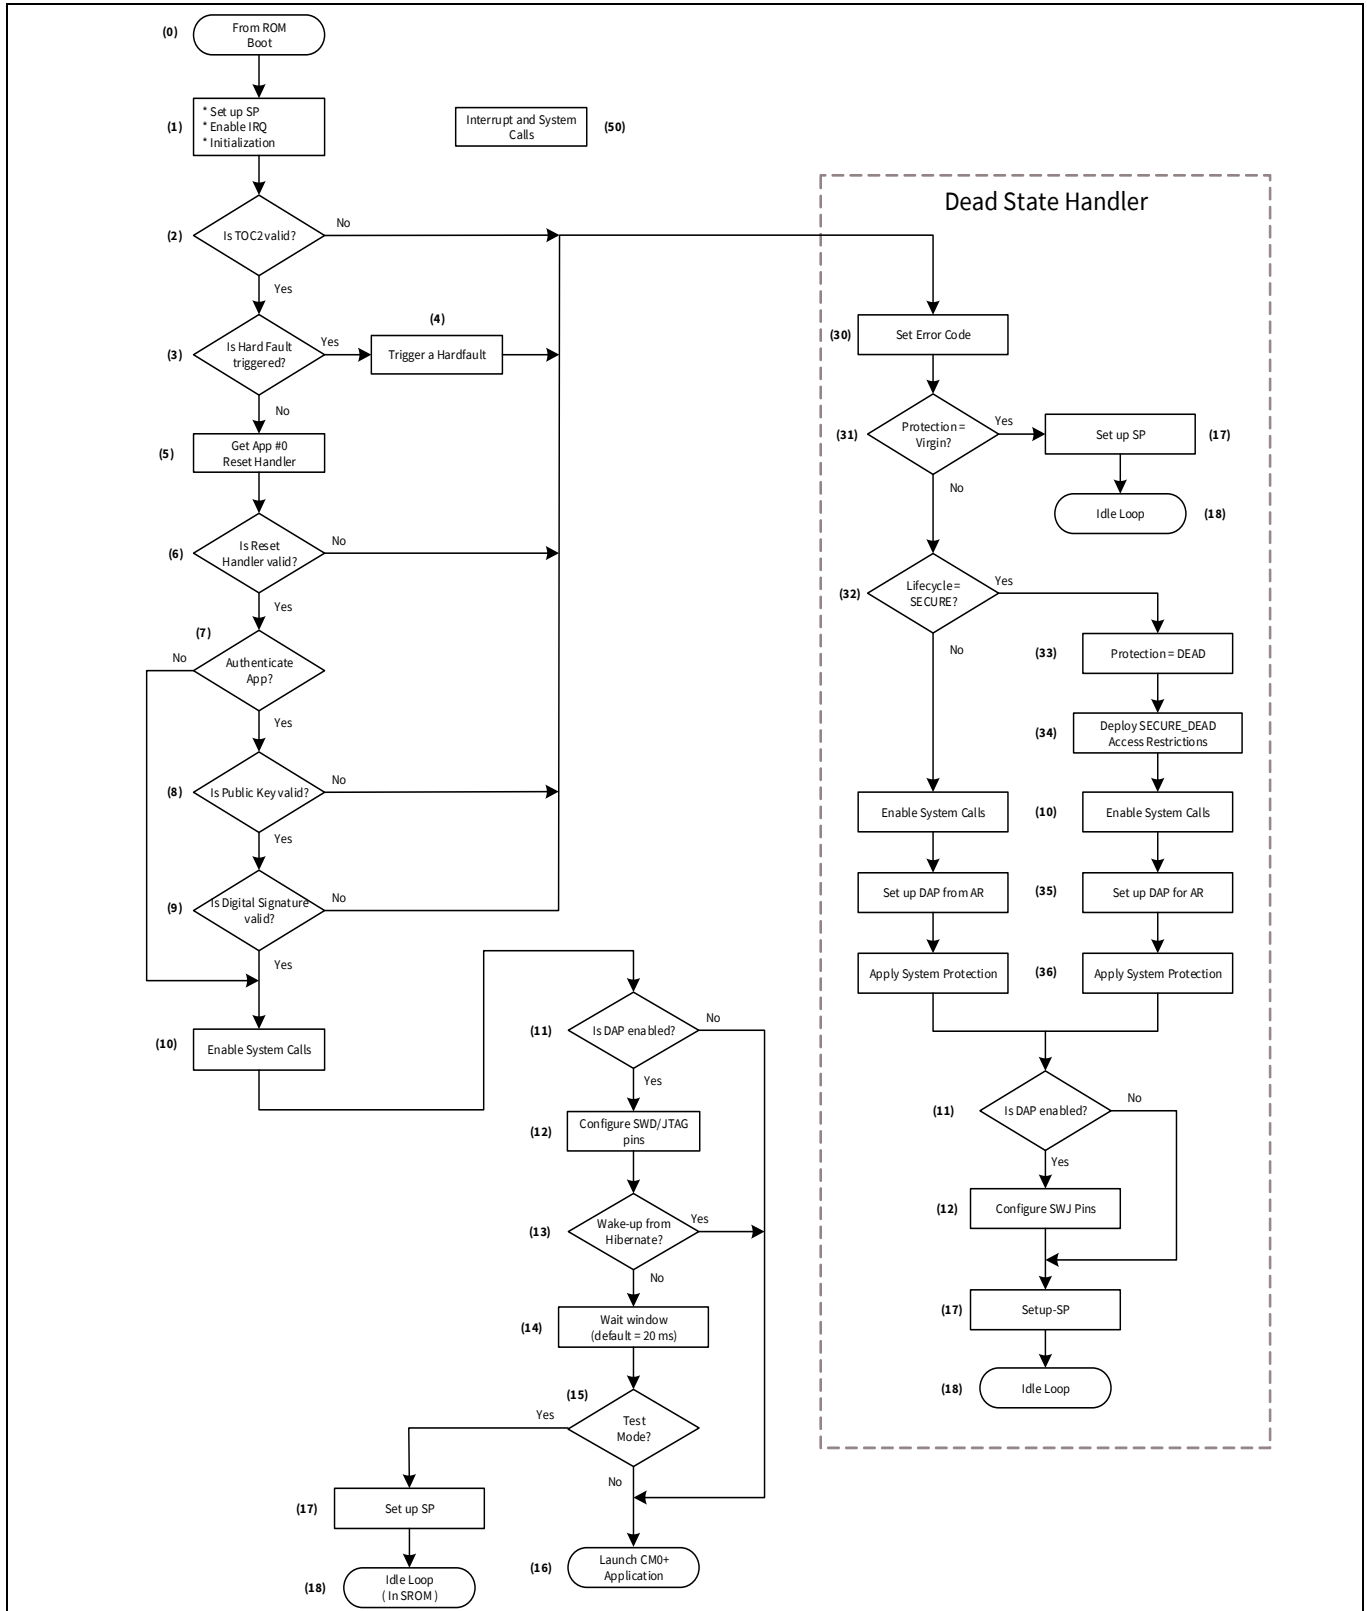 (0)
From ROM
Boot
(1)
* Set up SP
* Enable IRQ
* Initialization
Interrupt and System
Calls
(50)
Dead State Handler
(2)
Is TOC2 valid?
No
Yes
(3)
Is Hard Fault
triggered?
Yes
(4)
Trigger a Hardfault
No
(5)
Get App #0
Reset Handler
(6)
Is Reset
Handler valid?
No
Yes
(7)
No
Authenticate
App?
Yes
(8)
Is Public Key valid?
No
Yes
(9)
Is Digital Signature
valid?
No
Yes
(10)
Enable System Calls
(11)
Is DAP enabled?
No
Yes
(12)
Configure SWD/JTAG
pins
(13)
Wake-up from
Hibernate?
Yes
No
(14)
Wait window
(default = 20 ms)
(15)
Yes
Test
Mode?
No
(17)
Set up SP
(18)
Idle Loop
( In SROM )
(16)
Launch CM0+
Application
(30)
Set Error Code
(31)
Protection =
Virgin?
Yes
Set up SP
(17)
No
Idle Loop
(18)
(32)
Lifecycle =
SECURE?
Yes
No
(33)
Protection = DEAD
(34)
Deploy SECURE_DEAD
Access Restrictions
Enable System Calls
(10)
Enable System Calls
Set up DAP from AR
(35)
Set up DAP for AR
Apply System Protection
(36)
Apply System Protection
(11)
Is DAP enabled?
No
Yes
(12)
Configure SWJ Pins
(17)
Setup-SP
(18)
Idle Loop